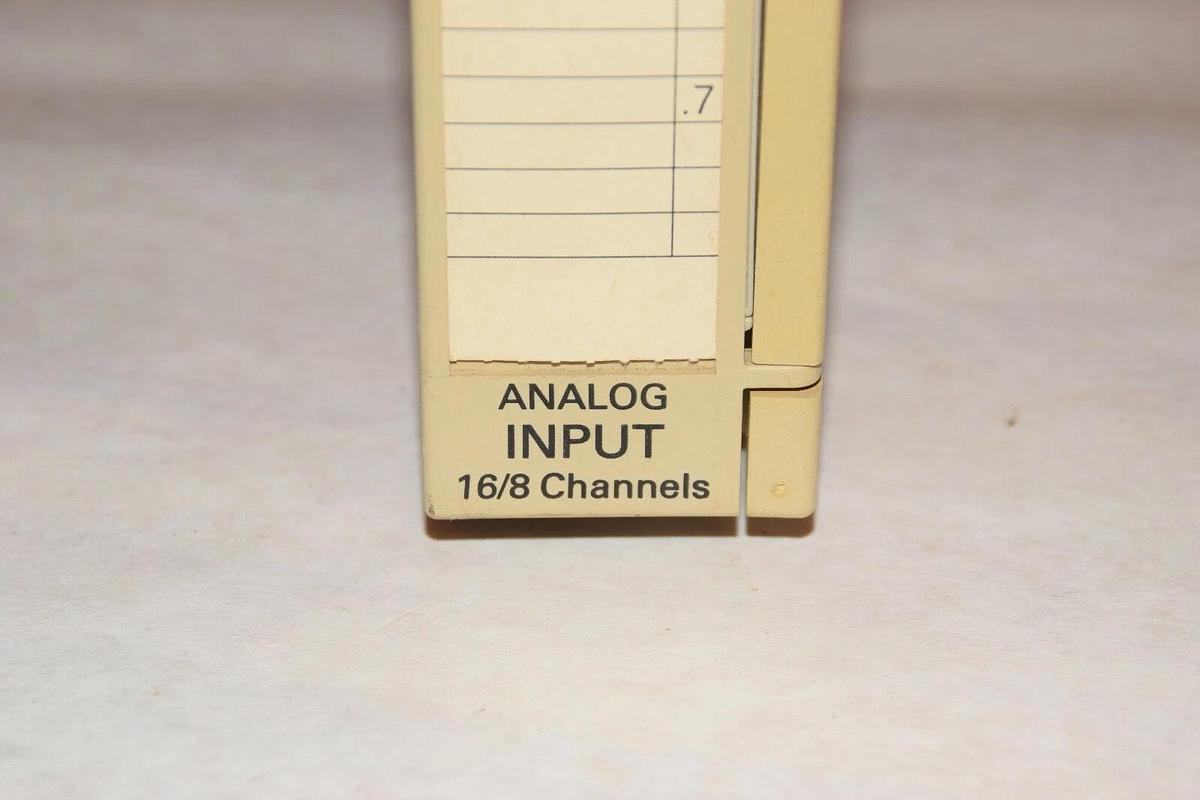 .7
ANALOG
INPUT
16/8 Channels